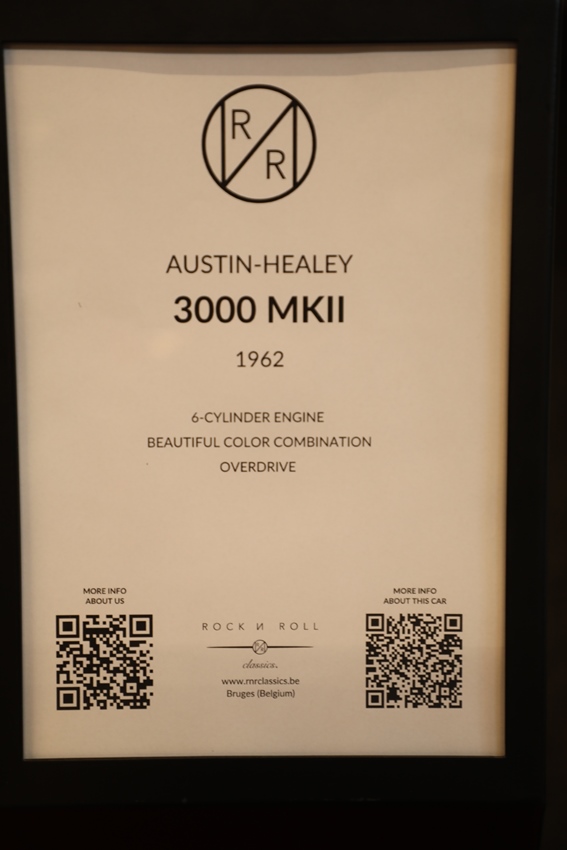 R
R
AUSTIN-HEALEY
3000 MKII
1962
6-CYLINDER ENGINE
BEAUTIFUL COLOR COMBINATION
OVERDRIVE
MORE INFO
ABOUT US
MORE INFO
ABOUT THIS CAR
ROCK И ROLL
classics.
www.mrclassics.be
Bruges (Belgium)